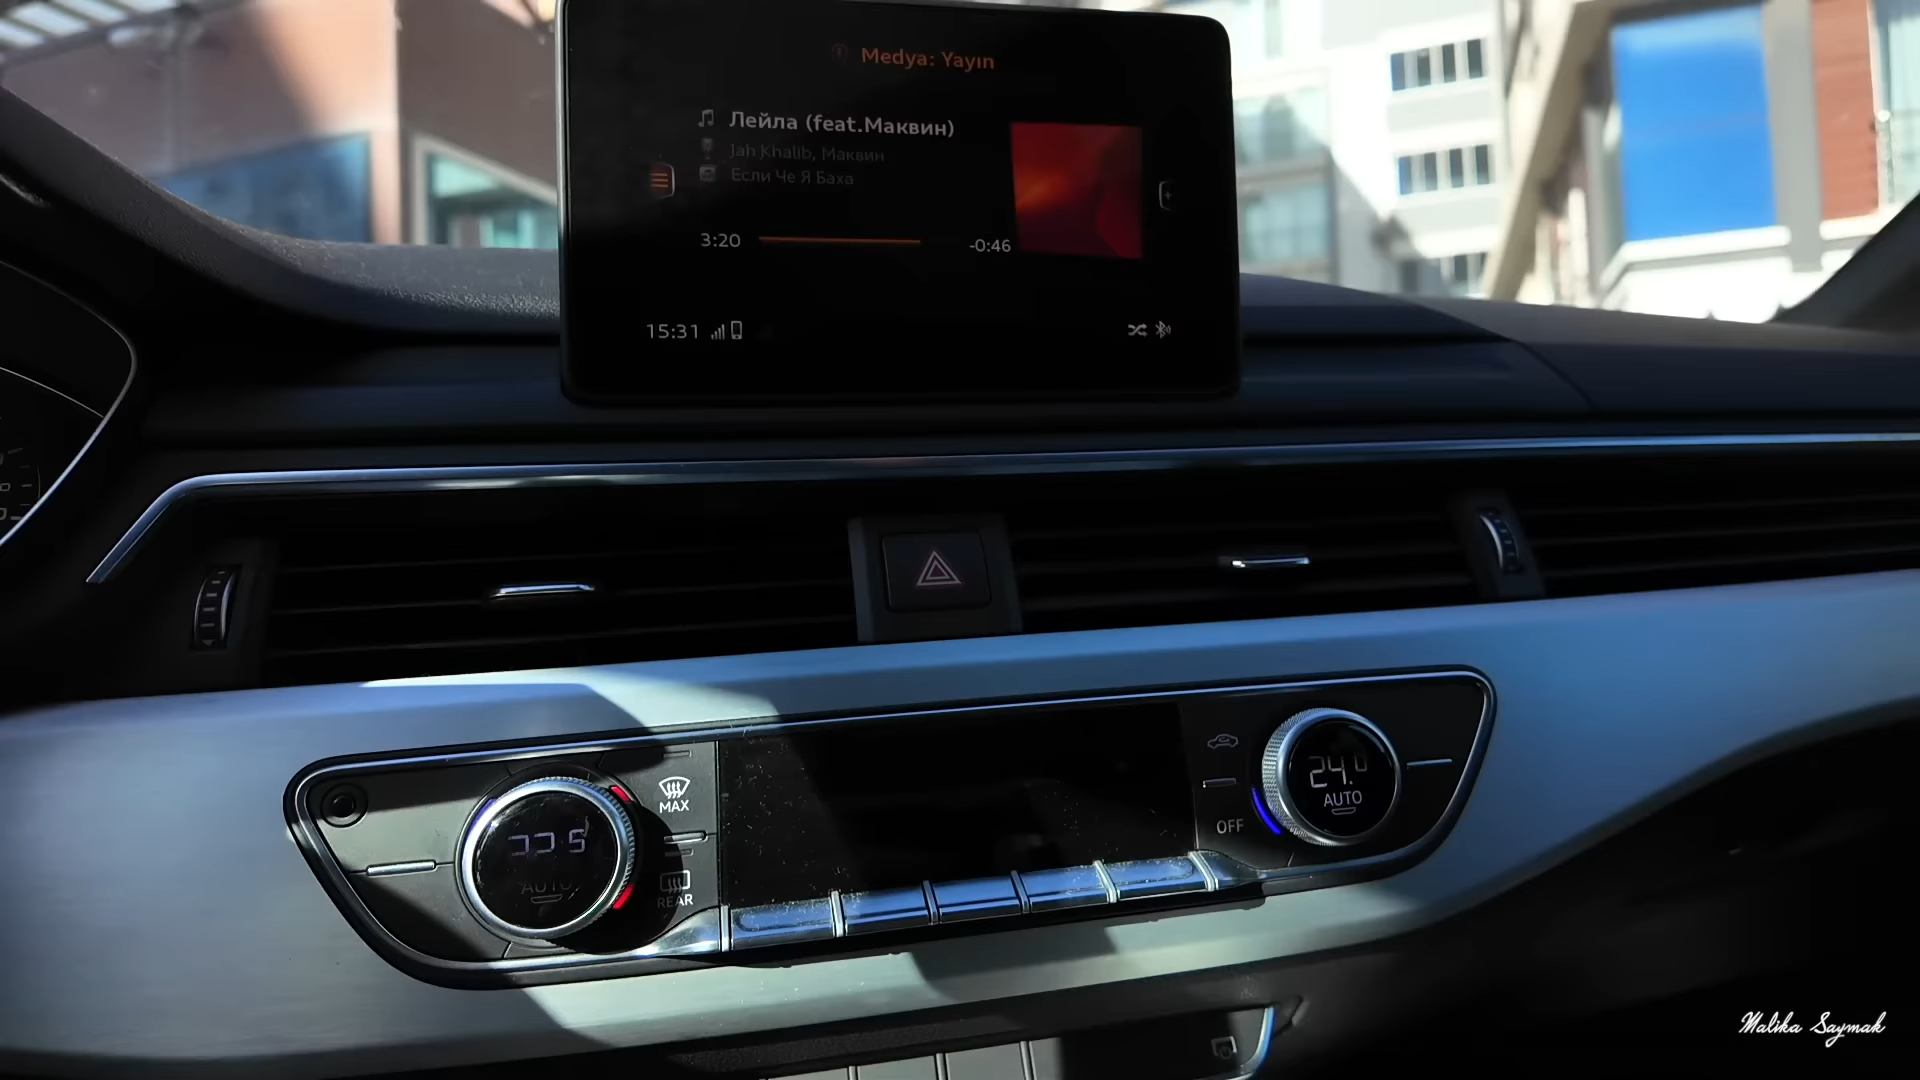 Medya: Yayın
Лейла (feat.Маквин)
Jah Khalib, Маквин
Если Че Я Баха
3:20
-0:46
15:31
MAX
REAR
AUTO
24.0
AUTO
OFF
Malika Saymak